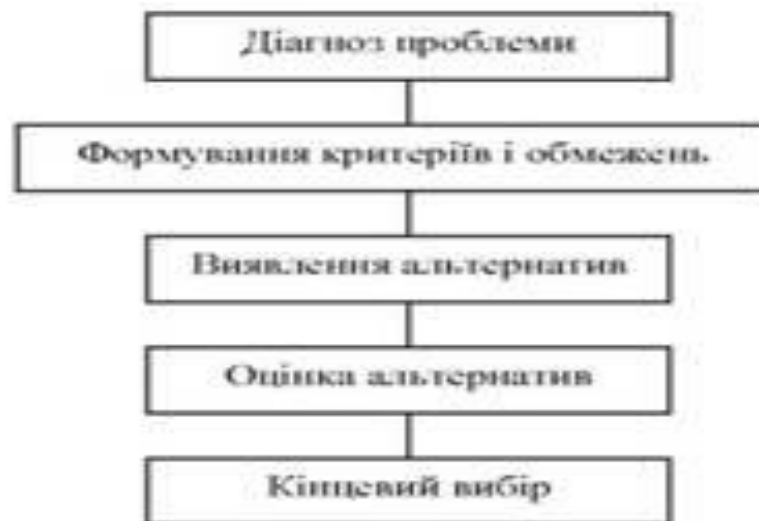 Діагноз проблеми
Формування критеріїв і обмежень
Виявлення альтернатив
Оцінка альтернатив
Кінцевий вибір